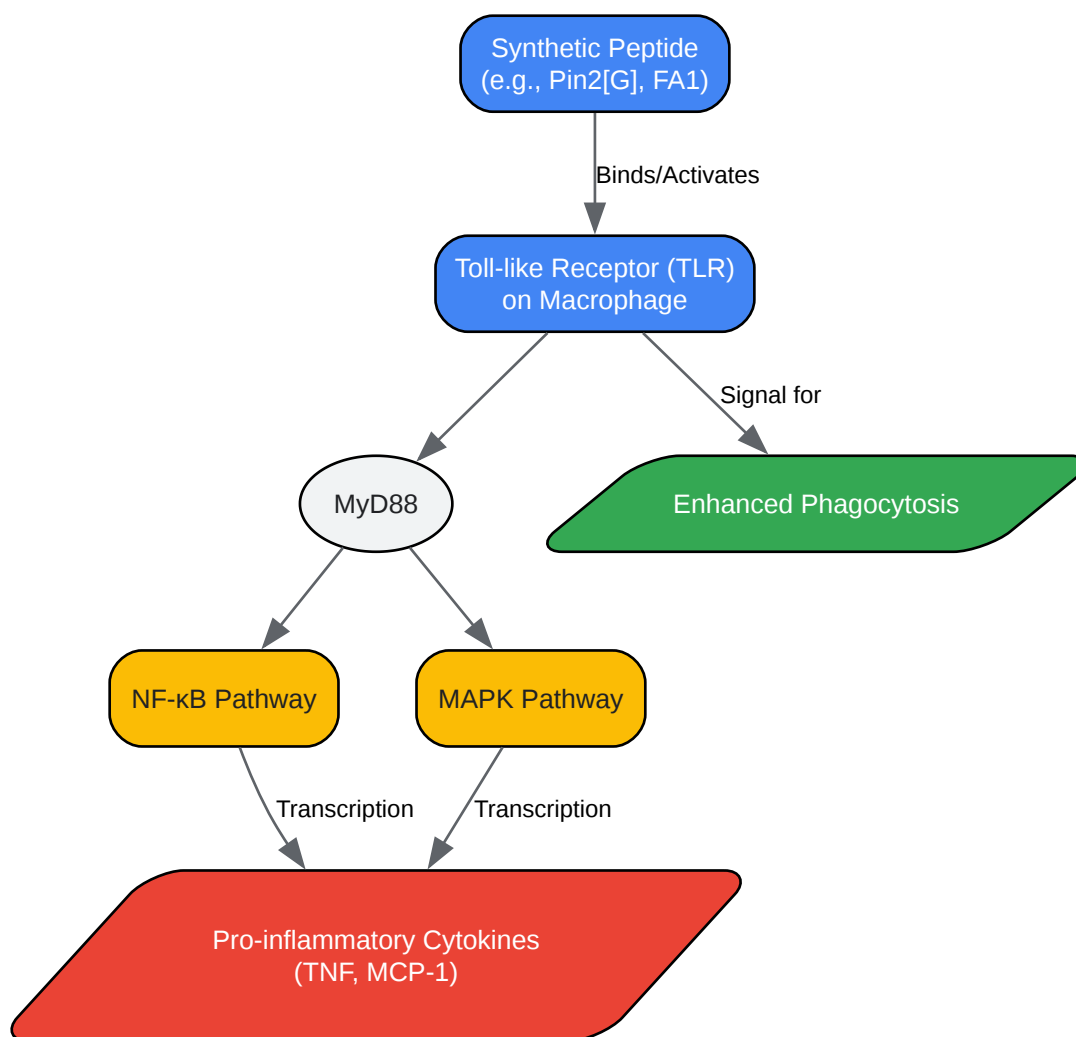 Synthetic Peptide
(e.g., Pin2[G], FA1)
Binds/Activates
Toll-like Receptor (TLR)
on Macrophage
Signal for
MyD88
Enhanced Phagocytosis
NF-κB Pathway
MAPK Pathway
Transcription
Transcription
Pro-inflammatory Cytokines
(TNF, MCP-1)